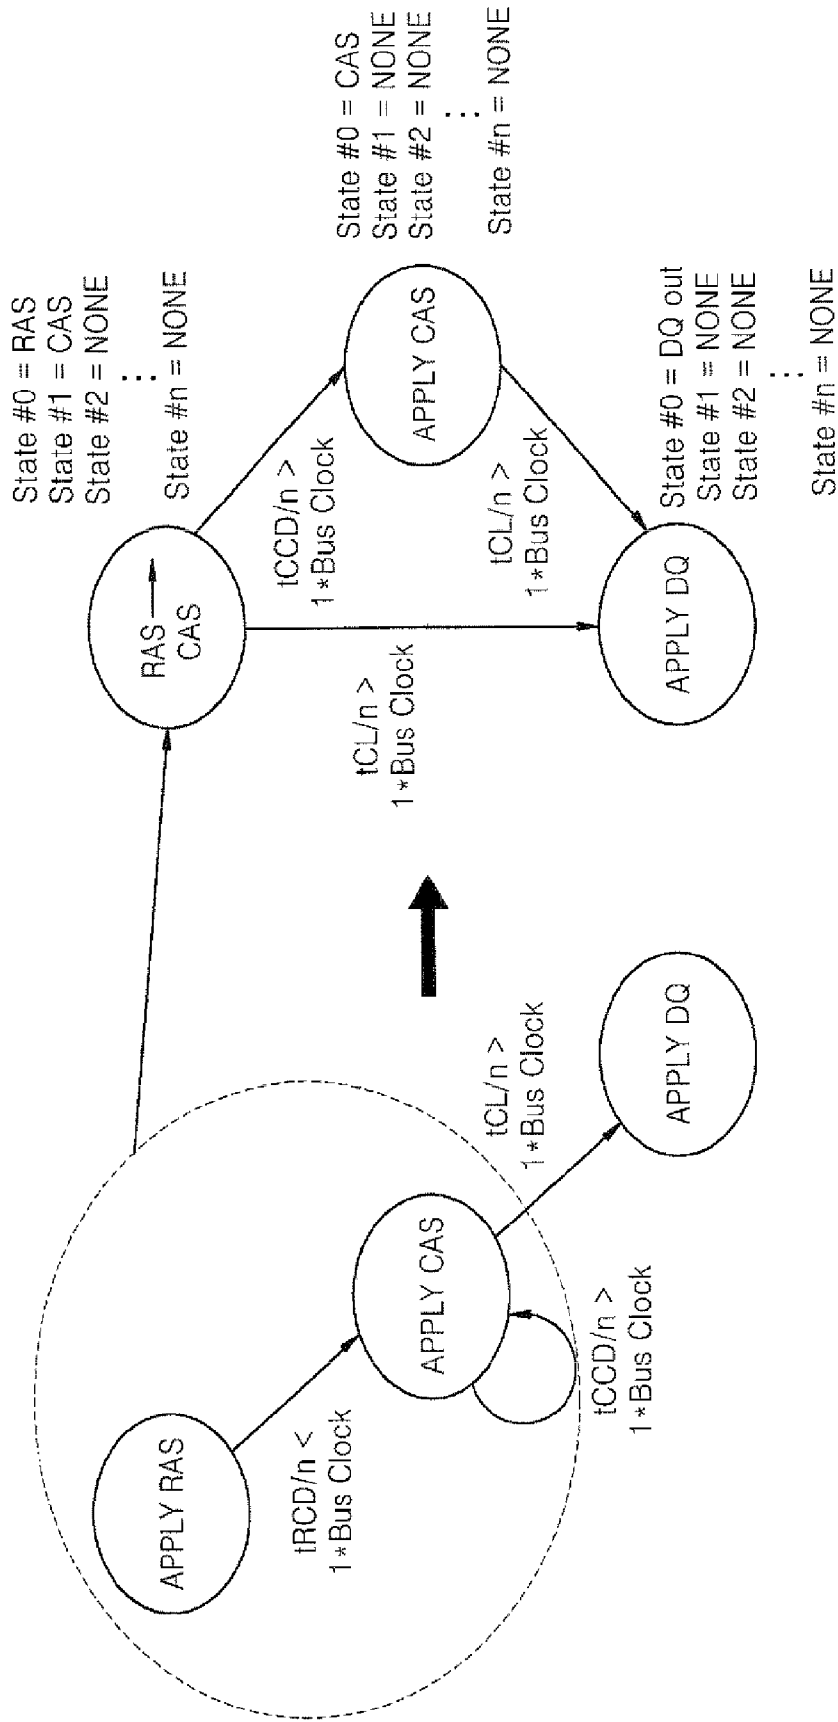 APPLY RAS
tRCD/n <
1*Bus Clock
APPLY CAS
tCCD/n >
1*Bus Clock
tCL/n >
1*Bus Clock
APPLY DQ
RAS
CAS
State #0 = RAS
State #1 = CAS
State #2 = NONE
⋮
State #n = NONE
tCCD/n >
1*Bus Clock
tCL/n >
1*Bus Clock
APPLY CAS
State #0 = CAS
State #1 = NONE
State #2 = NONE
⋮
State #n = NONE
tCL/n >
1*Bus Clock
APPLY DQ
State #0 = DQ out
State #1 = NONE
State #2 = NONE
⋮
State #n = NONE